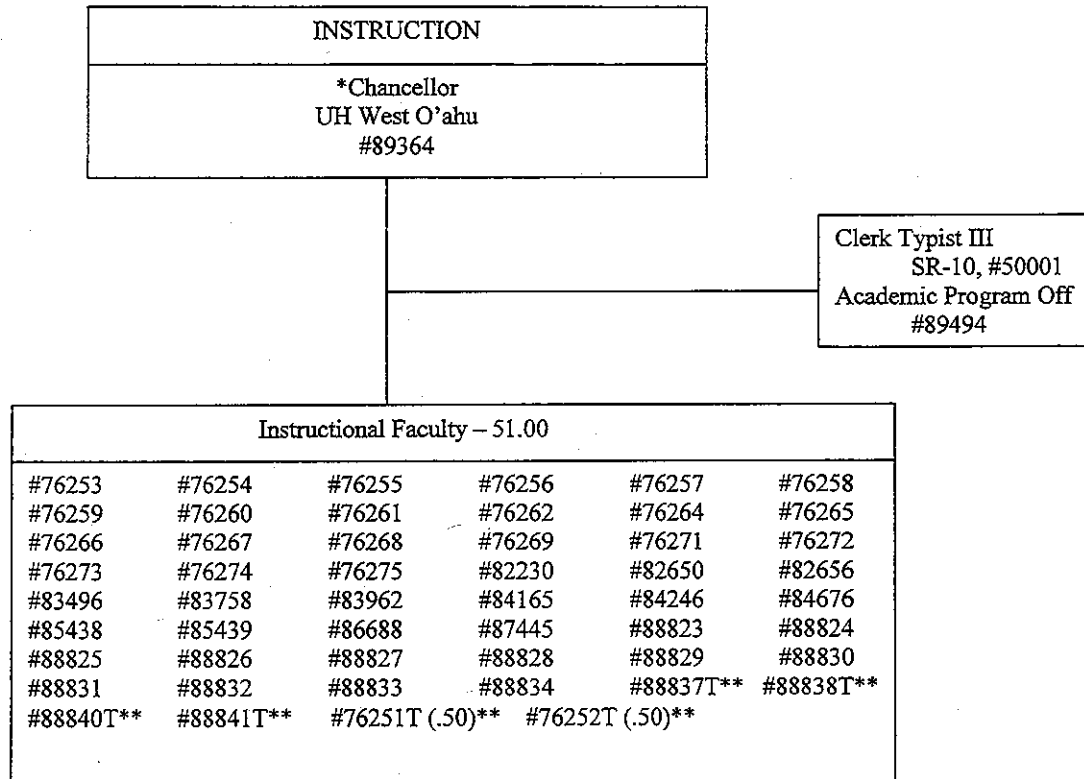 INSTRUCTION
*Chancellor
UH West O'ahu
#89364
Clerk Typist III
SR-10, #50001
Academic Program Off
#89494
Instructional Faculty – 51.00
#76253 #76254 #76255 #76256 #76257 #76258
#76259 #76260 #76261 #76262 #76264 #76265
#76266 #76267 #76268 #76269 #76271 #76272
#76273 #76274 #76275 #82230 #82650 #82656
#83496 #83758 #83962 #84165 #84246 #84676
#85438 #85439 #86688 #87445 #88823 #88824
#88825 #88826 #88827 #88828 #88829 #88830
#88831 #88832 #88833 #88834 #88837T** #88838T**
#88840T** #88841T** #76251T (.50)** #76252T (.50)**